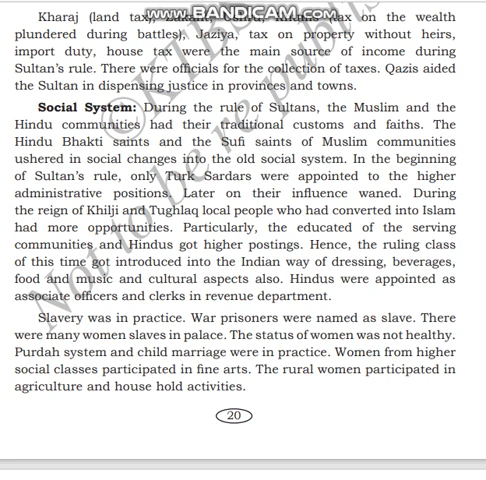 www.BANDICAM.com
Kharaj (land tax), Zakath, Ushru, Khams (tax on the wealth
plundered during battles), Jaziya, tax on property without heirs,
import duty, house tax were the main source of income during
Sultan's rule. There were officials for the collection of taxes. Qazis aided
the Sultan in dispensing justice in provinces and towns.
Social System: During the rule of Sultans, the Muslim and the
Hindu communities had their traditional customs and faiths. The
Hindu Bhakti saints and the Sufi saints of Muslim communities
ushered in social changes into the old social system. In the beginning
of Sultan's rule, only Turk Sardars were appointed to the higher
administrative positions. Later on their influence waned. During
the reign of Khilji and Tughlaq local people who had converted into Islam
had more opportunities. Particularly, the educated of the serving
communities and Hindus got higher postings. Hence, the ruling class
of this time got introduced into the Indian way of dressing, beverages,
food and music and cultural aspects also. Hindus were appointed as
associate officers and clerks in revenue department.
Slavery was in practice. War prisoners were named as slave. There
were many women slaves in palace. The status of women was not healthy.
Purdah system and child marriage were in practice. Women from higher
social classes participated in fine arts. The rural women participated in
agriculture and house hold activities.
20
©KTBS
Not to be republis